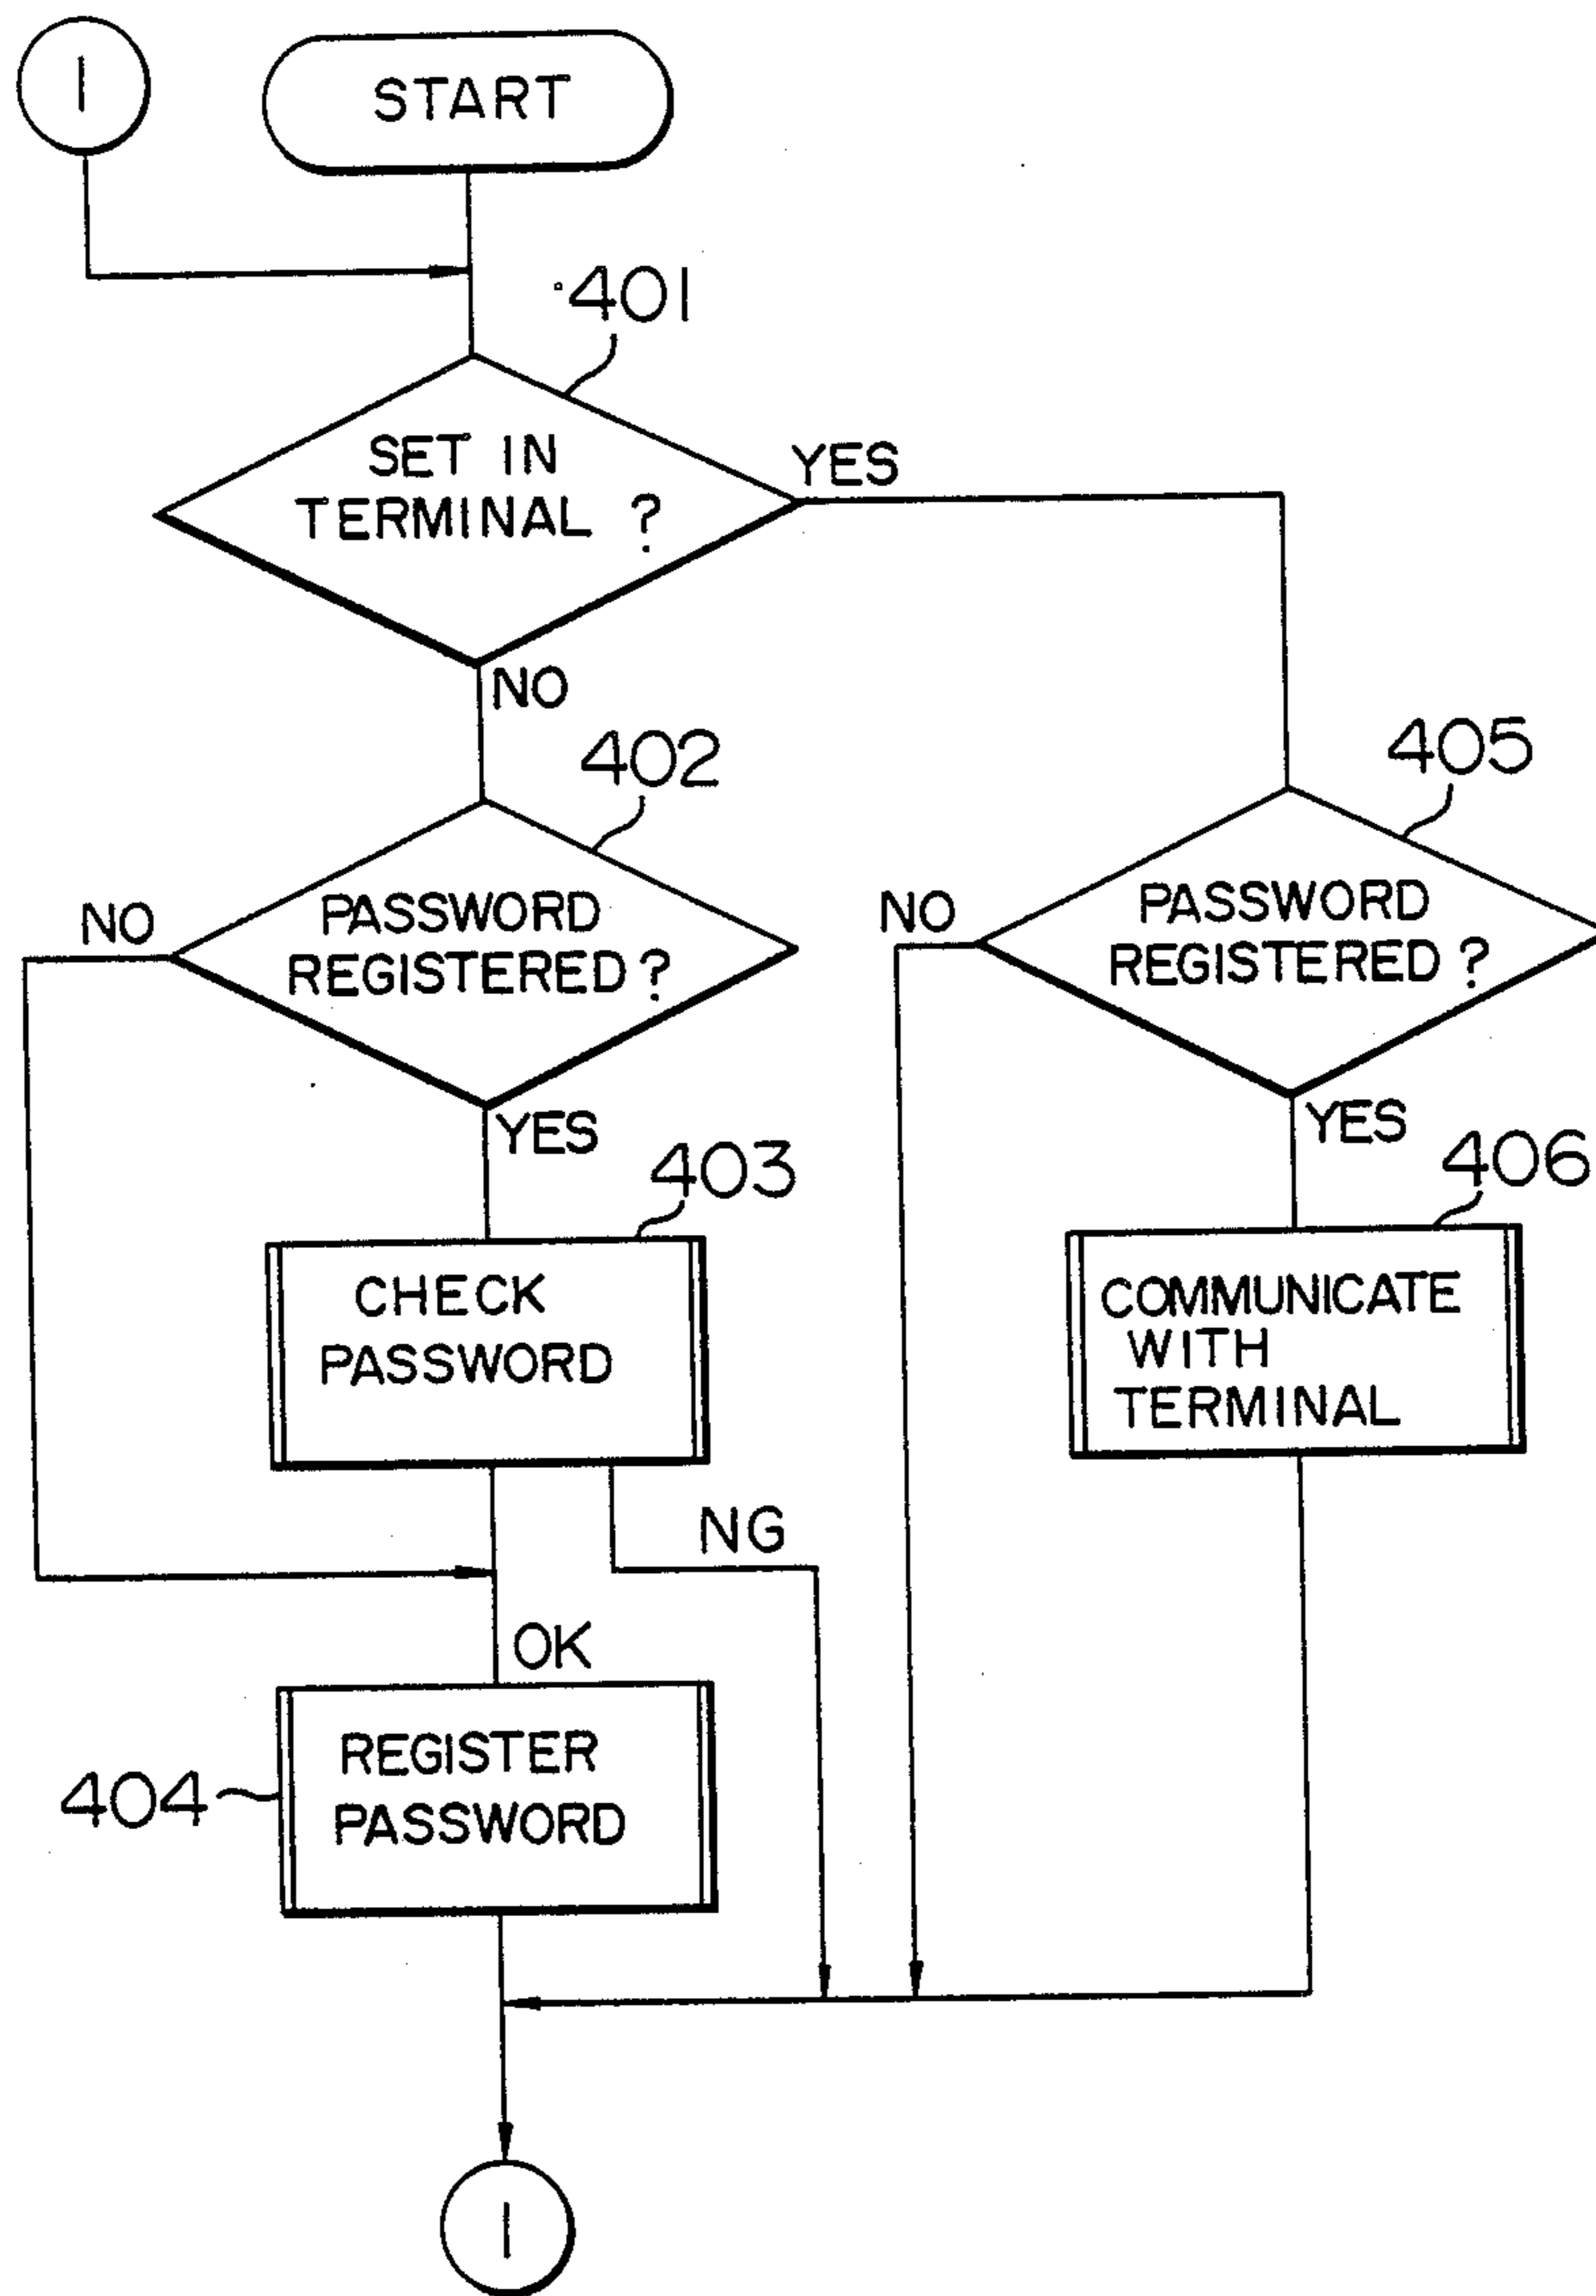 1
START
401
SET IN
TERMINAL ?
YES
NO
402
405
NO
PASSWORD
REGISTERED ?
NO
PASSWORD
REGISTERED ?
YES
YES
403
406
CHECK
PASSWORD
COMMUNICATE
WITH
TERMINAL
NG
OK
404
REGISTER
PASSWORD
1